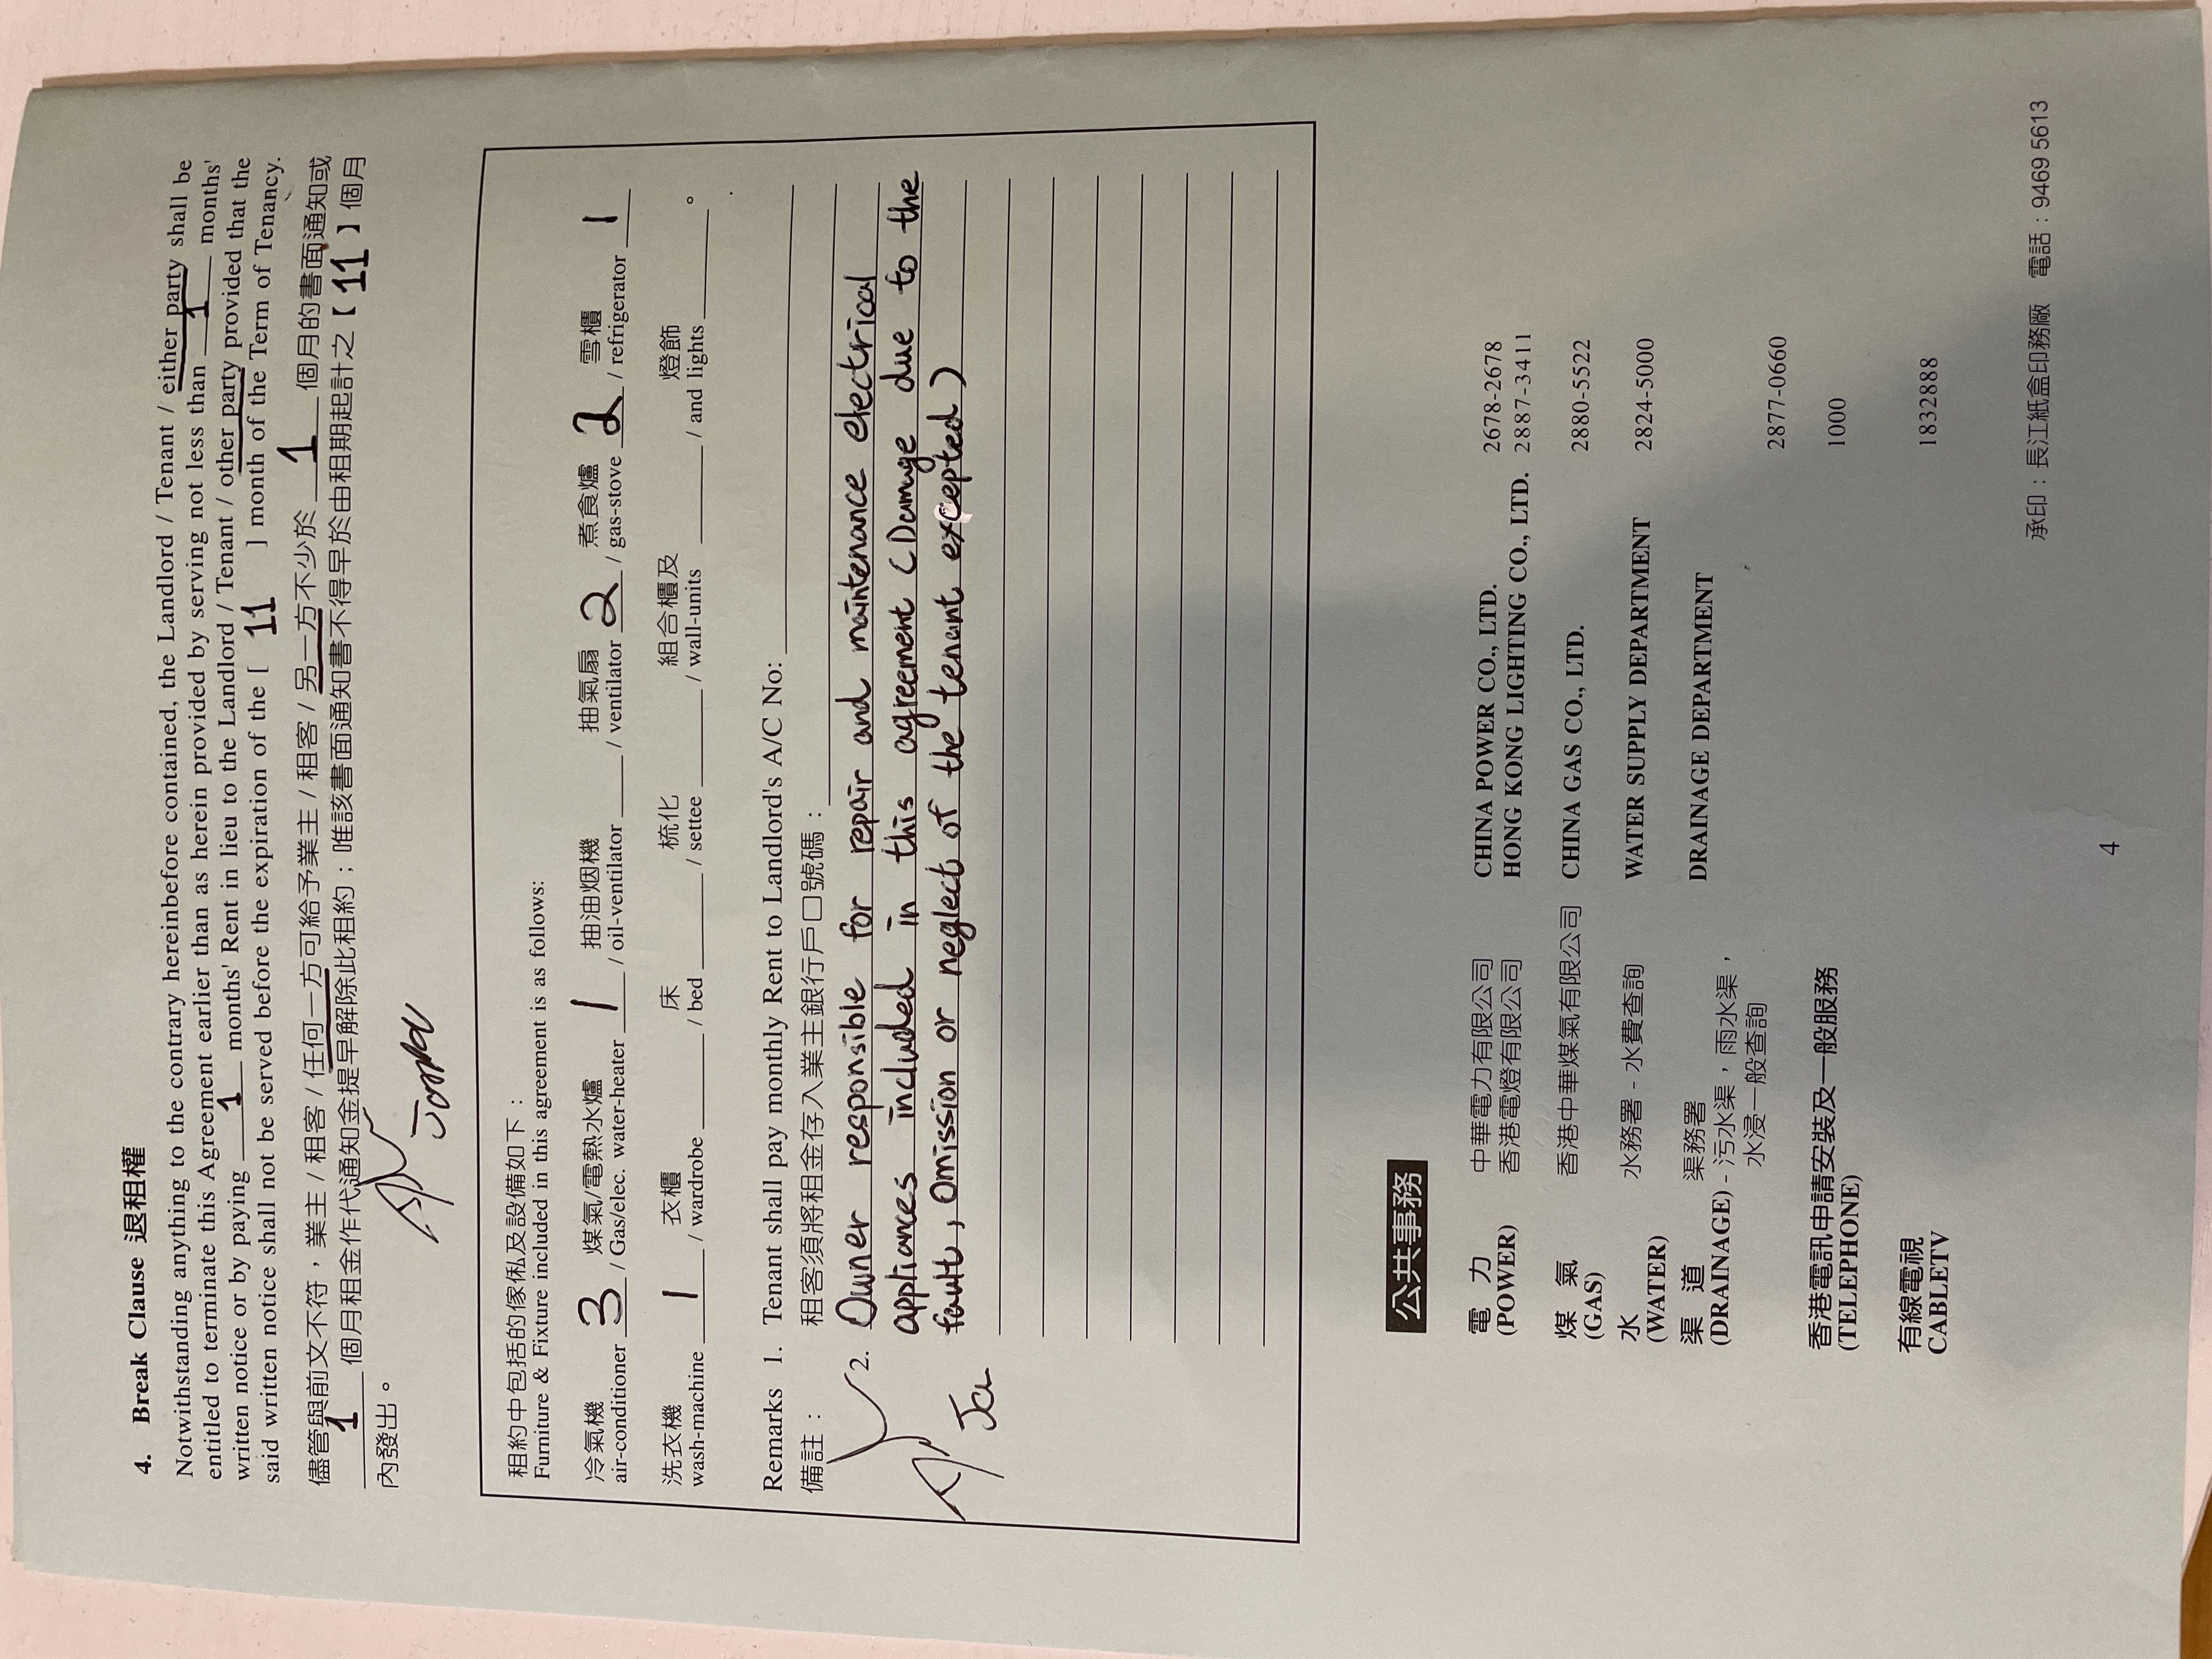 4. Break Clause 退租權
Notwithstanding anything to the contrary hereinbefore contained, the Landlord / Tenant / either party shall be
entitled to terminate this Agreement earlier than as herein provided by serving not less than 1 months'
written notice or by paying 1 months' Rent in lieu to the Landlord / Tenant / other party provided that the
said written notice shall not be served before the expiration of the [ 11 ] month of the Term of Tenancy.
儘管與前文不符，業主 / 租客 / 任何一方可給予業主 / 租客 / 另一方不少於 1 個月的書面通知或
1 個月租金作代通知金提早解除此租約；唯該書面通知書不得早於由租期起計之【11】個月
內發出。
租約中包括的傢俬及設備如下：
Furniture & Fixture included in this agreement is as follows:
冷氣機 煤氣/電熱水爐 抽油烟機 抽氣扇 煮食爐 雪櫃
air-conditioner 3 / Gas/elec. water-heater 1 / oil-ventilator / ventilator 2 / gas-stove 2 / refrigerator 1
洗衣機 衣櫃 床 梳化 組合櫃及 燈飾
wash-machine 1 / wardrobe / bed / settee / wall-units / and lights 。
Remarks 1. Tenant shall pay monthly Rent to Landlord's A/C No:
備註： 租客須將租金存入業主銀行戶口號碼：
2. Owner responsible for repair and maintenance electrical
appliances included in this agreement (Damage due to the
fault, omission or neglect of the tenant excepted)
公共事務
電 力 中華電力有限公司 CHINA POWER CO., LTD. 2678-2678
(POWER) 香港電燈有限公司 HONG KONG LIGHTING CO., LTD. 2887-3411
煤 氣 香港中華煤氣有限公司 CHINA GAS CO., LTD. 2880-5522
(GAS)
水 水務署 - 水費查詢 WATER SUPPLY DEPARTMENT 2824-5000
(WATER)
渠 道 渠務署 DRAINAGE DEPARTMENT
(DRAINAGE) - 污水渠，雨水渠，
水浸一般查詢 2877-0660
香港電訊申請安裝及一般服務 1000
(TELEPHONE)
有線電視 1832888
CABLETV
承印：長江紙盒印務廠 電話：9469 5613
4